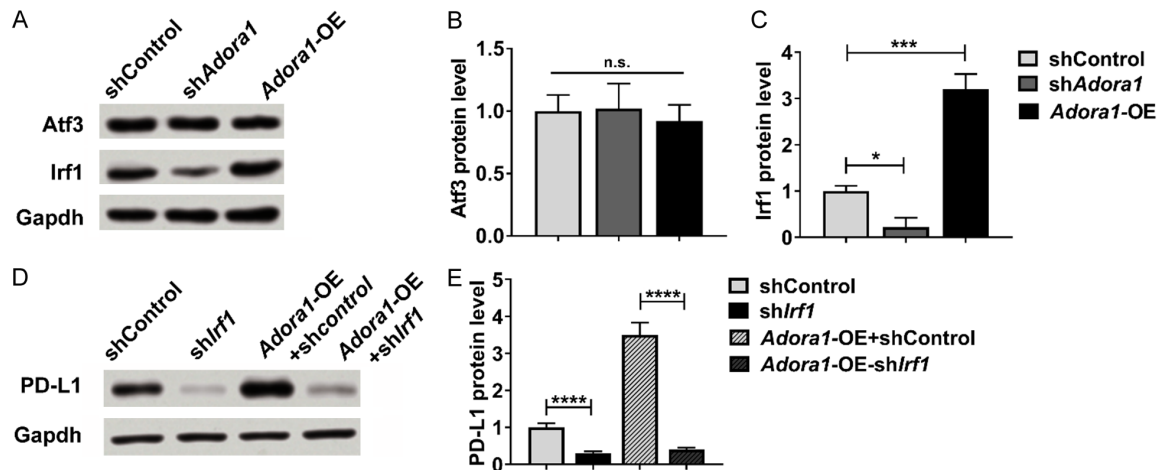 A
shControl
shAdora1
Adora1-OE
Atf3
Irf1
Gapdh
B
Atf3 protein level
1.5
1.0
0.5
0.0
n.s.
C
Irf1 protein level
4
3
2
1
0
***
*
shControl
shAdora1
Adora1-OE
D
shControl
shIrf1
Adora1-OE
+shcontrol
Adora1-OE
+shIrf1
PD-L1
Gapdh
E
PD-L1 protein level
5
4
3
2
1
0
****
****
shControl
shIrf1
Adora1-OE+shControl
Adora1-OE-shIrf1